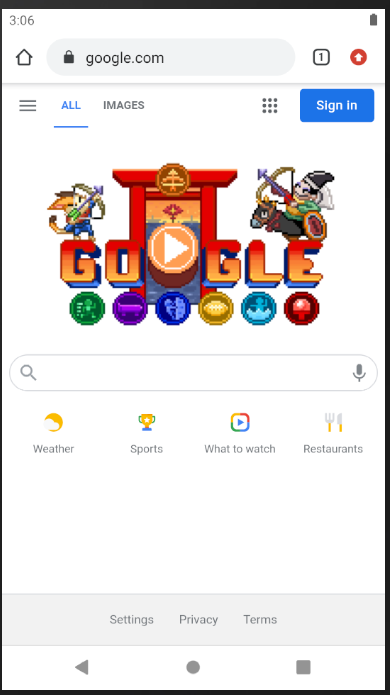 3:06
google.com
1
ALL IMAGES
Sign in
GOOGLE
Weather Sports What to watch Restaurants
Settings Privacy Terms